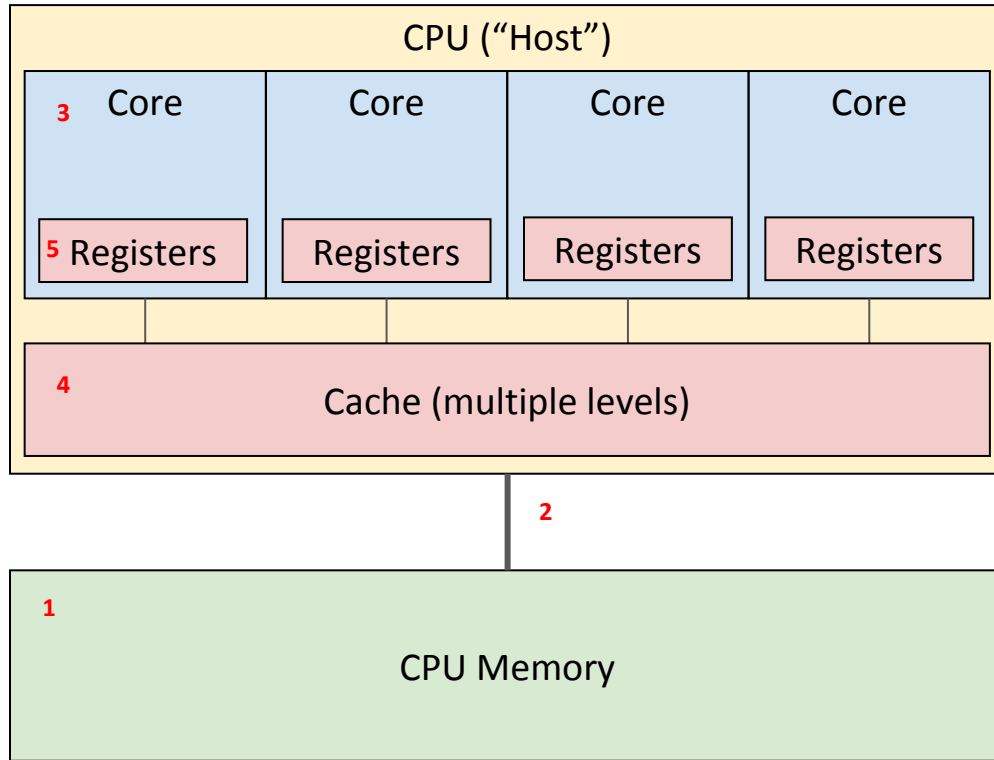 CPU (“Host”)
3
Core
Core
Core
Core
5
Registers
Registers
Registers
Registers
4
Cache (multiple levels)
2
1
CPU Memory